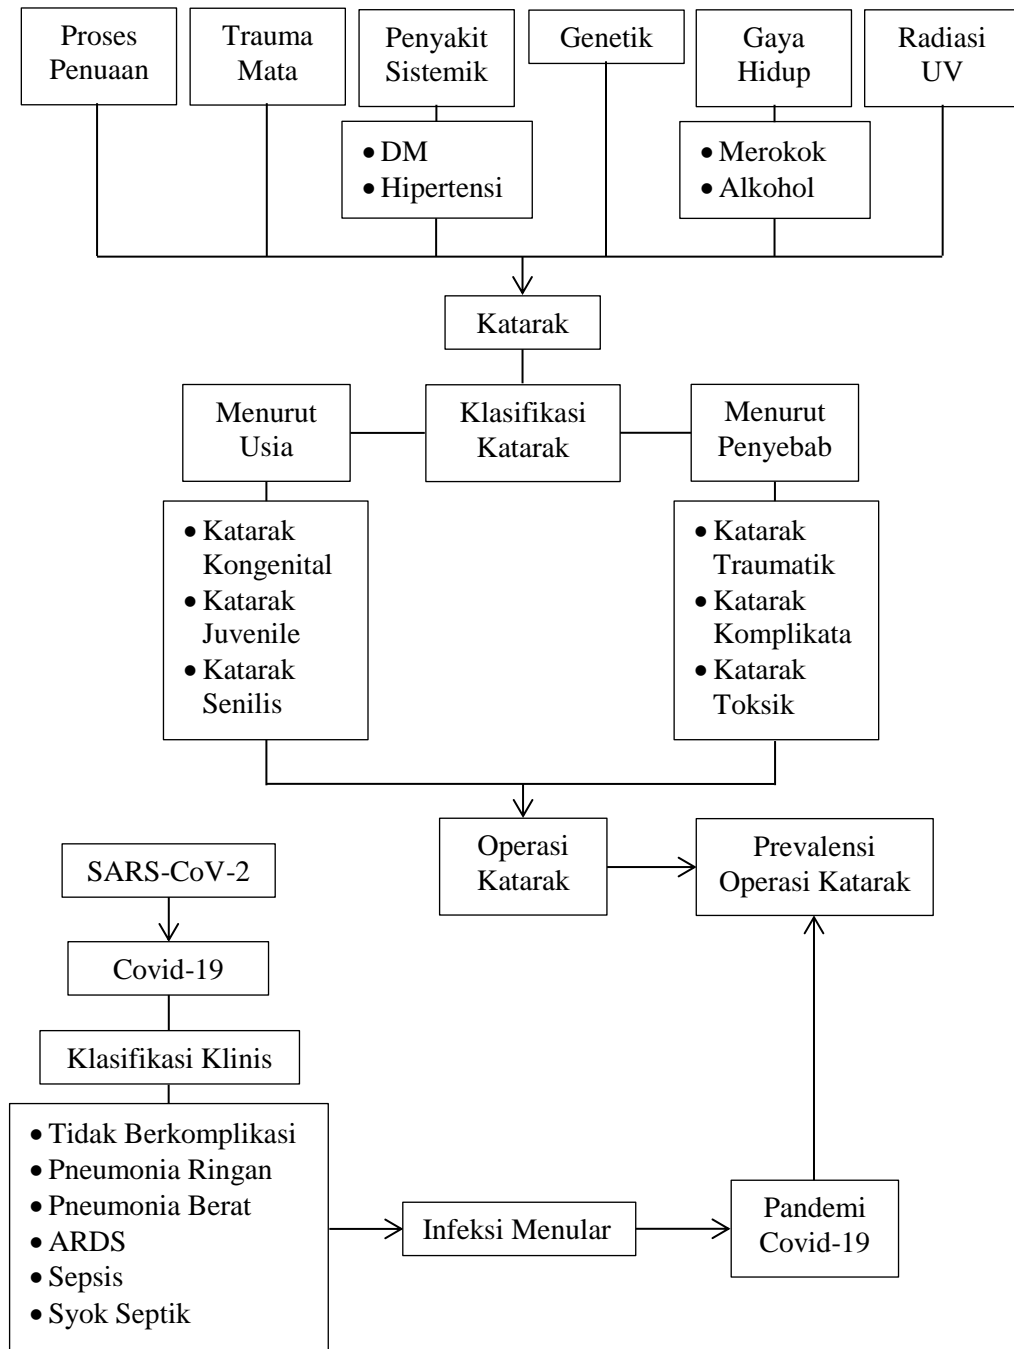 Proses
Penuaan
Trauma
Mata
Penyakit
Sistemik
Genetik
Gaya
Hidup
Radiasi
UV
• DM
• Hipertensi
• Merokok
• Alkohol
Katarak
Menurut
Usia
Klasifikasi
Katarak
Menurut
Penyebab
• Katarak
Kongenital
• Katarak
Juvenile
• Katarak
Senilis
• Katarak
Traumatik
• Katarak
Komplikata
• Katarak
Toksik
Operasi
Katarak
Prevalensi
Operasi Katarak
SARS-CoV-2
Covid-19
Klasifikasi Klinis
• Tidak Berkomplikasi
• Pneumonia Ringan
• Pneumonia Berat
• ARDS
• Sepsis
• Syok Septik
Infeksi Menular
Pandemi
Covid-19